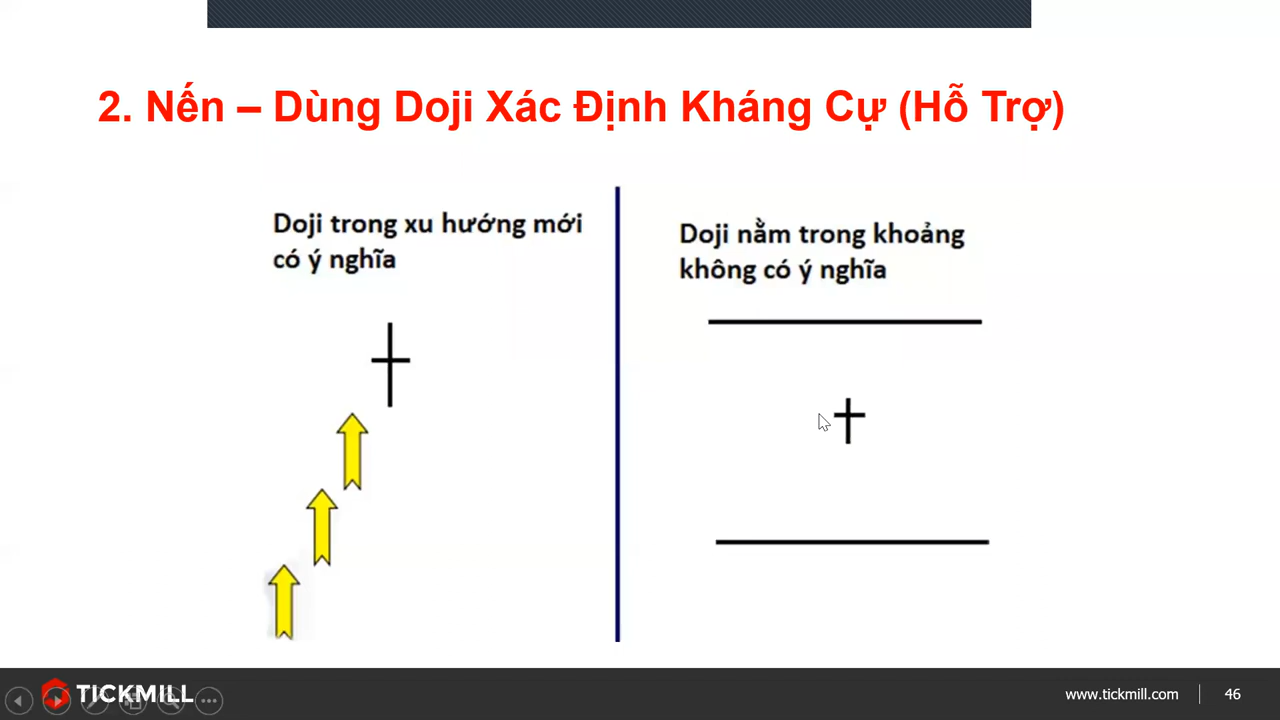 2. Nến – Dùng Doji Xác Định Kháng Cự (Hỗ Trợ)
Doji trong xu hướng mới
có ý nghĩa
Doji nằm trong khoảng
không có ý nghĩa
TICKMILL
www.tickmill.com
46